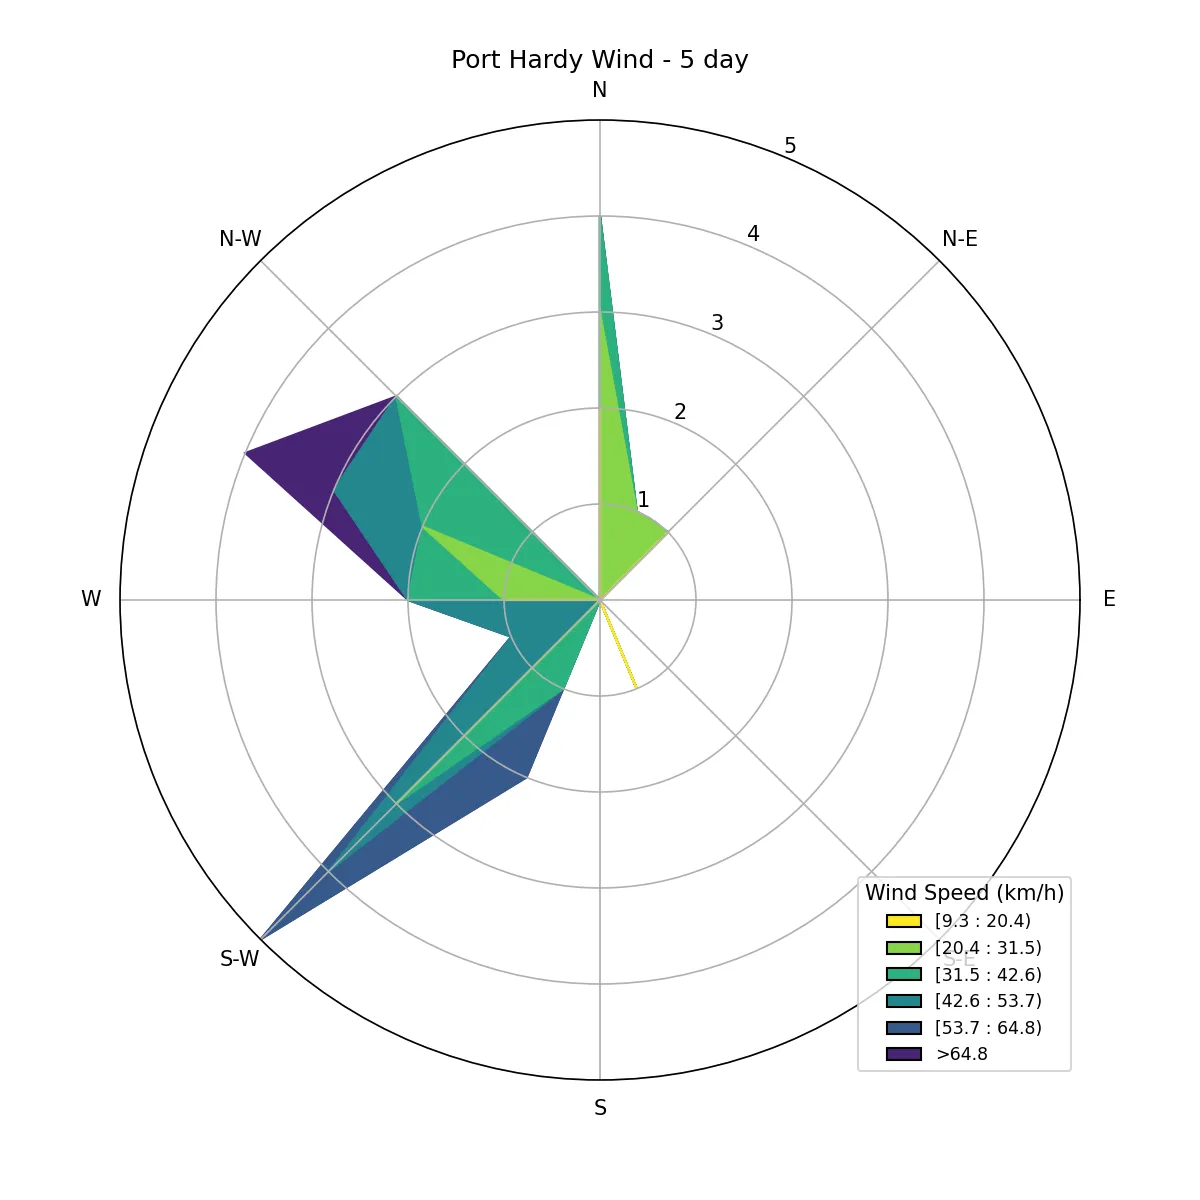 Port Hardy Wind - 5 day
N
5
N-W
N-E
4
3
2
1
W
E
S-W
S-E
Wind Speed (km/h)
[9.3 : 20.4)
[20.4 : 31.5)
[31.5 : 42.6)
[42.6 : 53.7)
[53.7 : 64.8)
>64.8
S